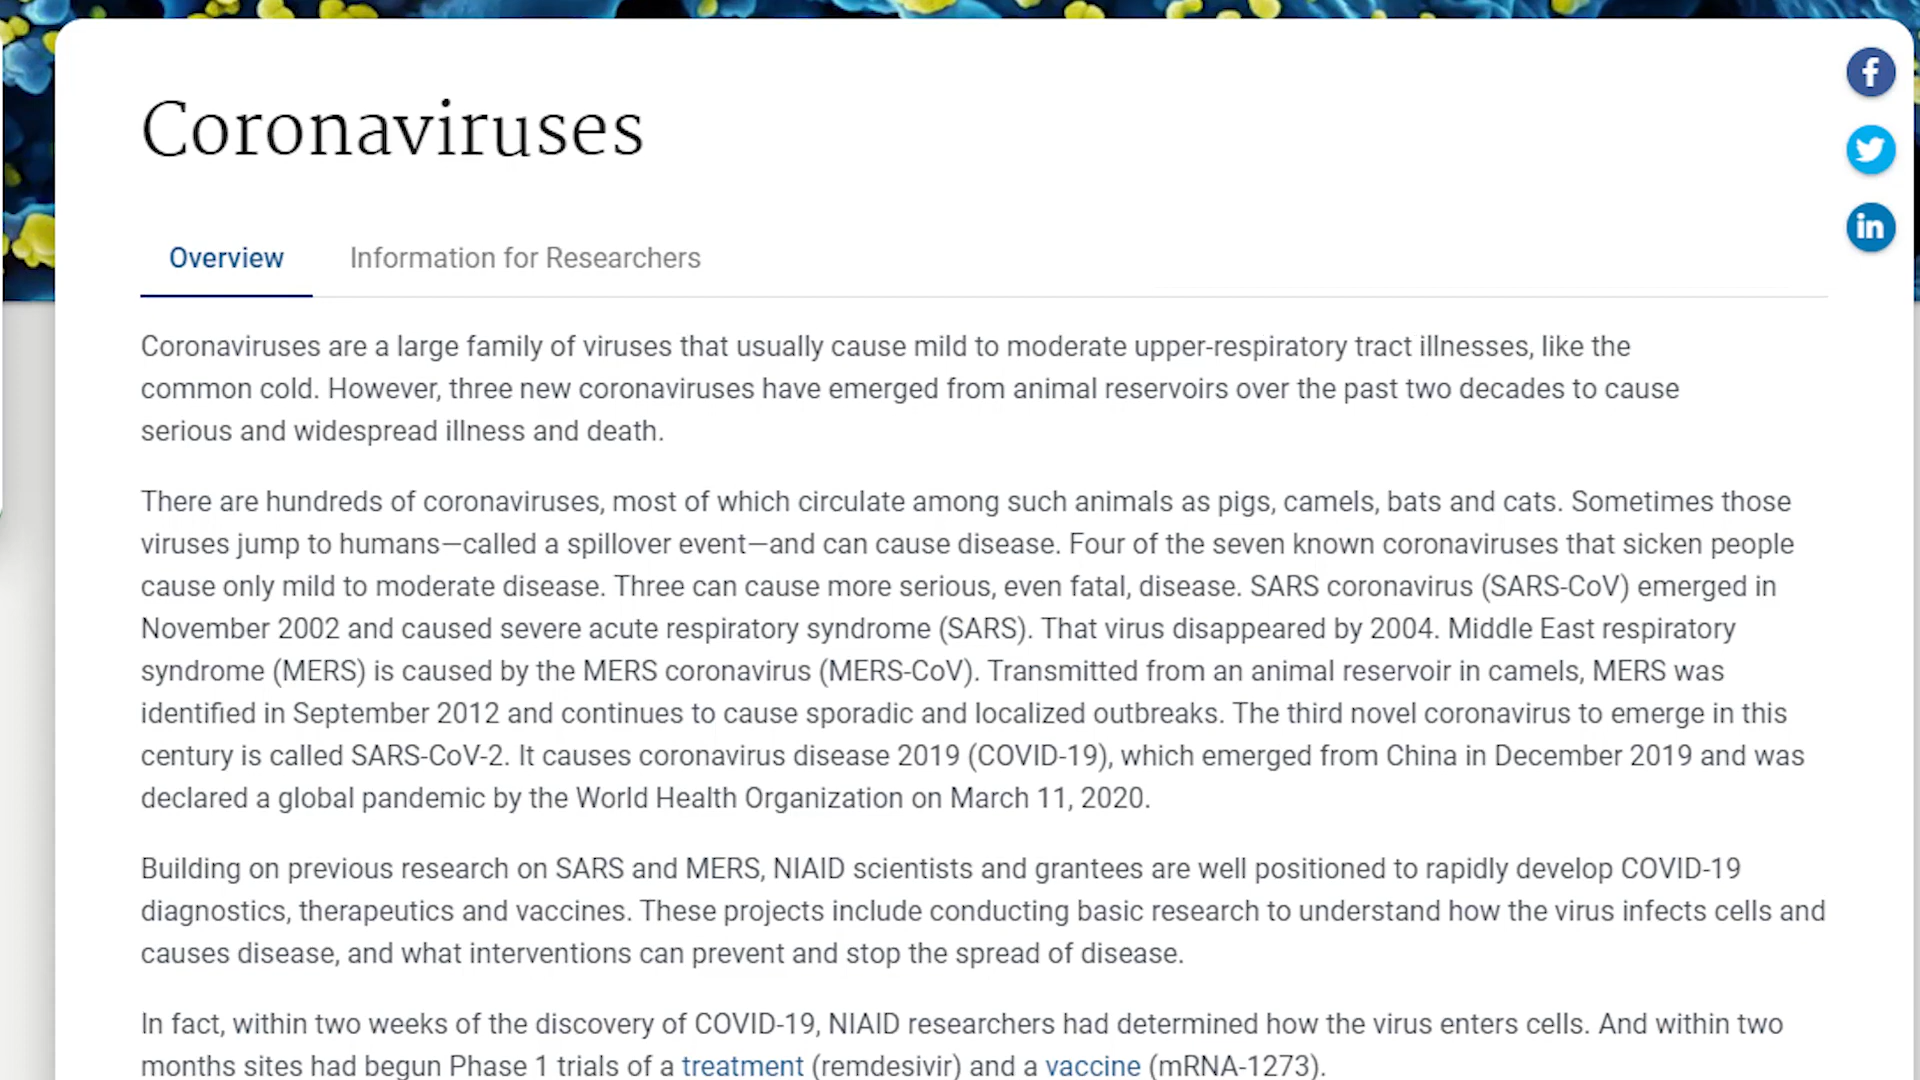 Coronaviruses
Overview
Information for Researchers
Coronaviruses are a large family of viruses that usually cause mild to moderate upper-respiratory tract illnesses, like the
common cold. However, three new coronaviruses have emerged from animal reservoirs over the past two decades to cause
serious and widespread illness and death.
There are hundreds of coronaviruses, most of which circulate among such animals as pigs, camels, bats and cats. Sometimes those
viruses jump to humans—called a spillover event—and can cause disease. Four of the seven known coronaviruses that sicken people
cause only mild to moderate disease. Three can cause more serious, even fatal, disease. SARS coronavirus (SARS-CoV) emerged in
November 2002 and caused severe acute respiratory syndrome (SARS). That virus disappeared by 2004. Middle East respiratory
syndrome (MERS) is caused by the MERS coronavirus (MERS-CoV). Transmitted from an animal reservoir in camels, MERS was
identified in September 2012 and continues to cause sporadic and localized outbreaks. The third novel coronavirus to emerge in this
century is called SARS-CoV-2. It causes coronavirus disease 2019 (COVID-19), which emerged from China in December 2019 and was
declared a global pandemic by the World Health Organization on March 11, 2020.
Building on previous research on SARS and MERS, NIAID scientists and grantees are well positioned to rapidly develop COVID-19
diagnostics, therapeutics and vaccines. These projects include conducting basic research to understand how the virus infects cells and
causes disease, and what interventions can prevent and stop the spread of disease.
In fact, within two weeks of the discovery of COVID-19, NIAID researchers had determined how the virus enters cells. And within two
months sites had begun Phase 1 trials of a treatment (remdesivir) and a vaccine (mRNA-1273).